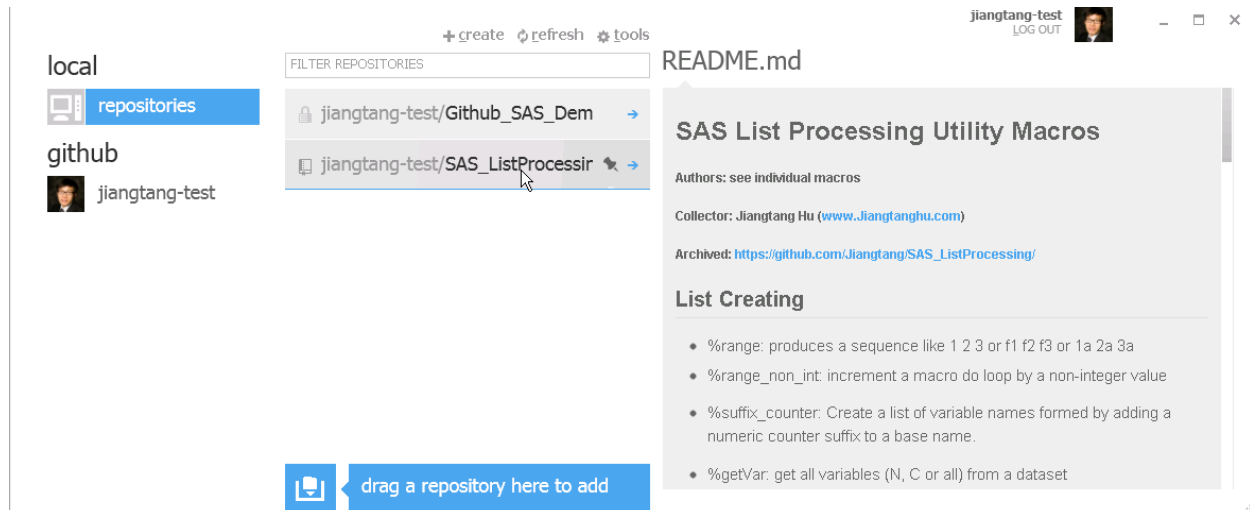 jiangtang-test
LOG OUT
create refresh tools
local
FILTER REPOSITORIES
README.md
repositories
jiangtang-test/Github_SAS_Dem
github
jiangtang-test/SAS_ListProcessir
jiangtang-test
SAS List Processing Utility Macros
Authors: see individual macros
Collector: Jiangtang Hu (www.Jiangtanghu.com)
Archived: https://github.com/Jiangtang/SAS_ListProcessing/
List Creating
%range: produces a sequence like 1 2 3 or f1 f2 f3 or 1a 2a 3a
%range_non_int: increment a macro do loop by a non-integer value
%suffix_counter: Create a list of variable names formed by adding a
numeric counter suffix to a base name.
%getVar: get all variables (N, C or all) from a dataset
drag a repository here to add